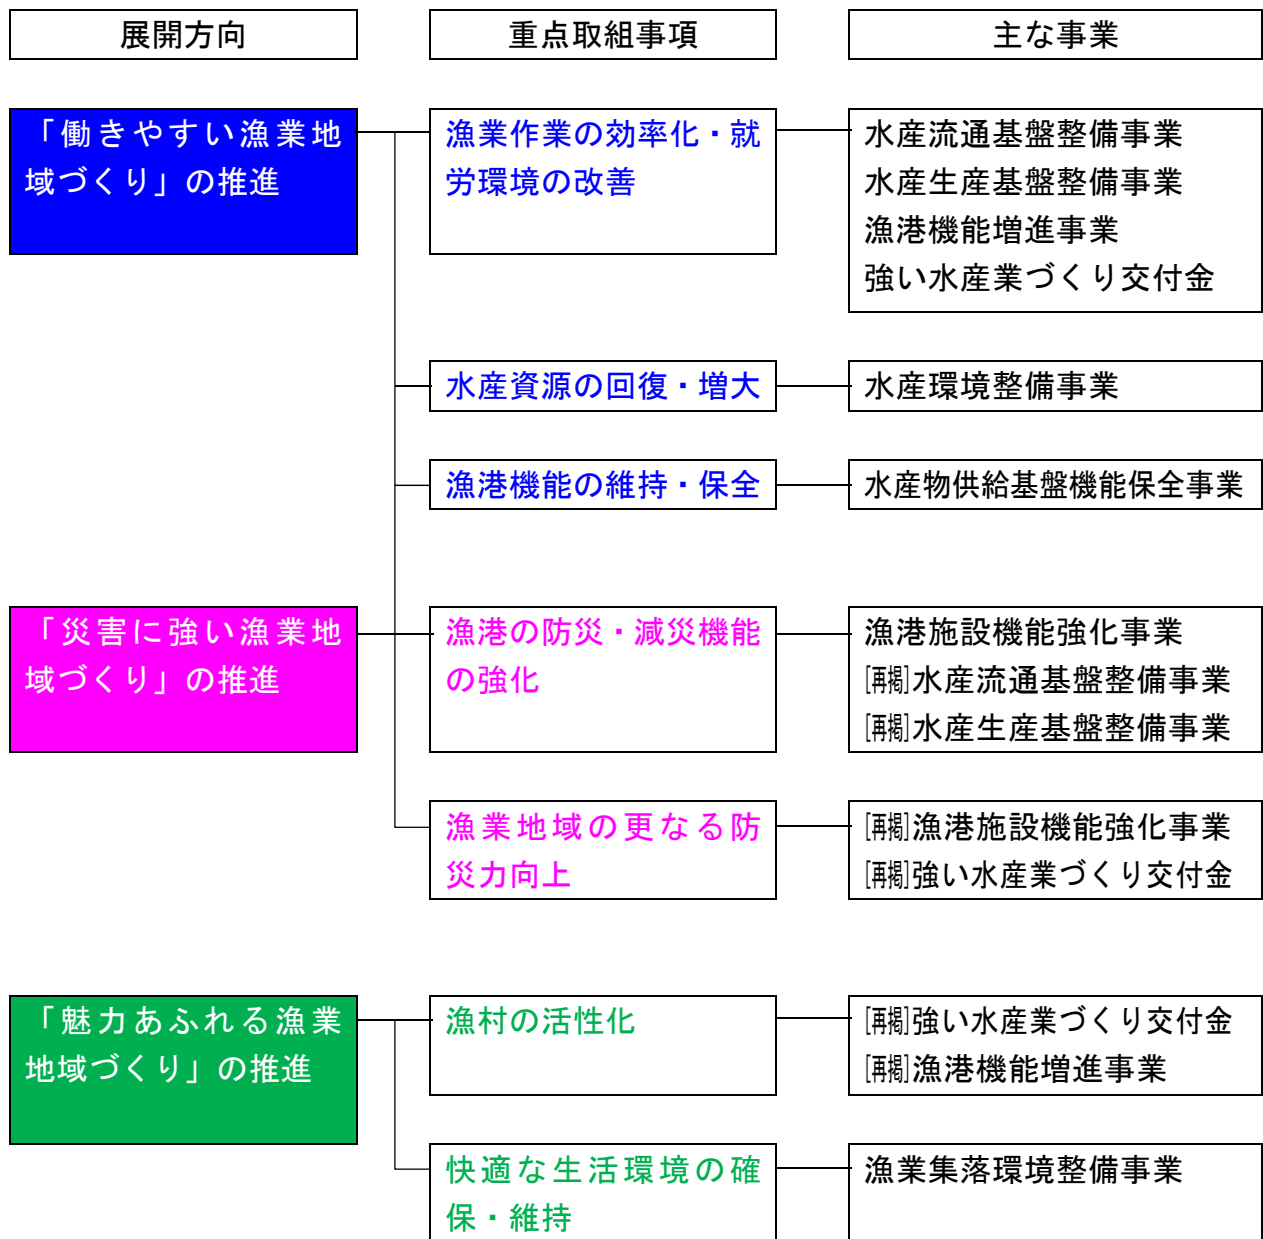 展開方向
重点取組事項
主な事業
「働きやすい漁業地
域づくり」の推進
漁業作業の効率化・就
労環境の改善
水産流通基盤整備事業
水産生産基盤整備事業
漁港機能増進事業
強い水産業づくり交付金
水産資源の回復・増大
水産環境整備事業
漁港機能の維持・保全
水産物供給基盤機能保全事業
「災害に強い漁業地
域づくり」の推進
漁港の防災・減災機能
の強化
漁港施設機能強化事業
[再掲]水産流通基盤整備事業
[再掲]水産生産基盤整備事業
漁業地域の更なる防
災力向上
[再掲]漁港施設機能強化事業
[再掲]強い水産業づくり交付金
「魅力あふれる漁業
地域づくり」の推進
漁村の活性化
[再掲]強い水産業づくり交付金
[再掲]漁港機能増進事業
快適な生活環境の確
保・維持
漁業集落環境整備事業